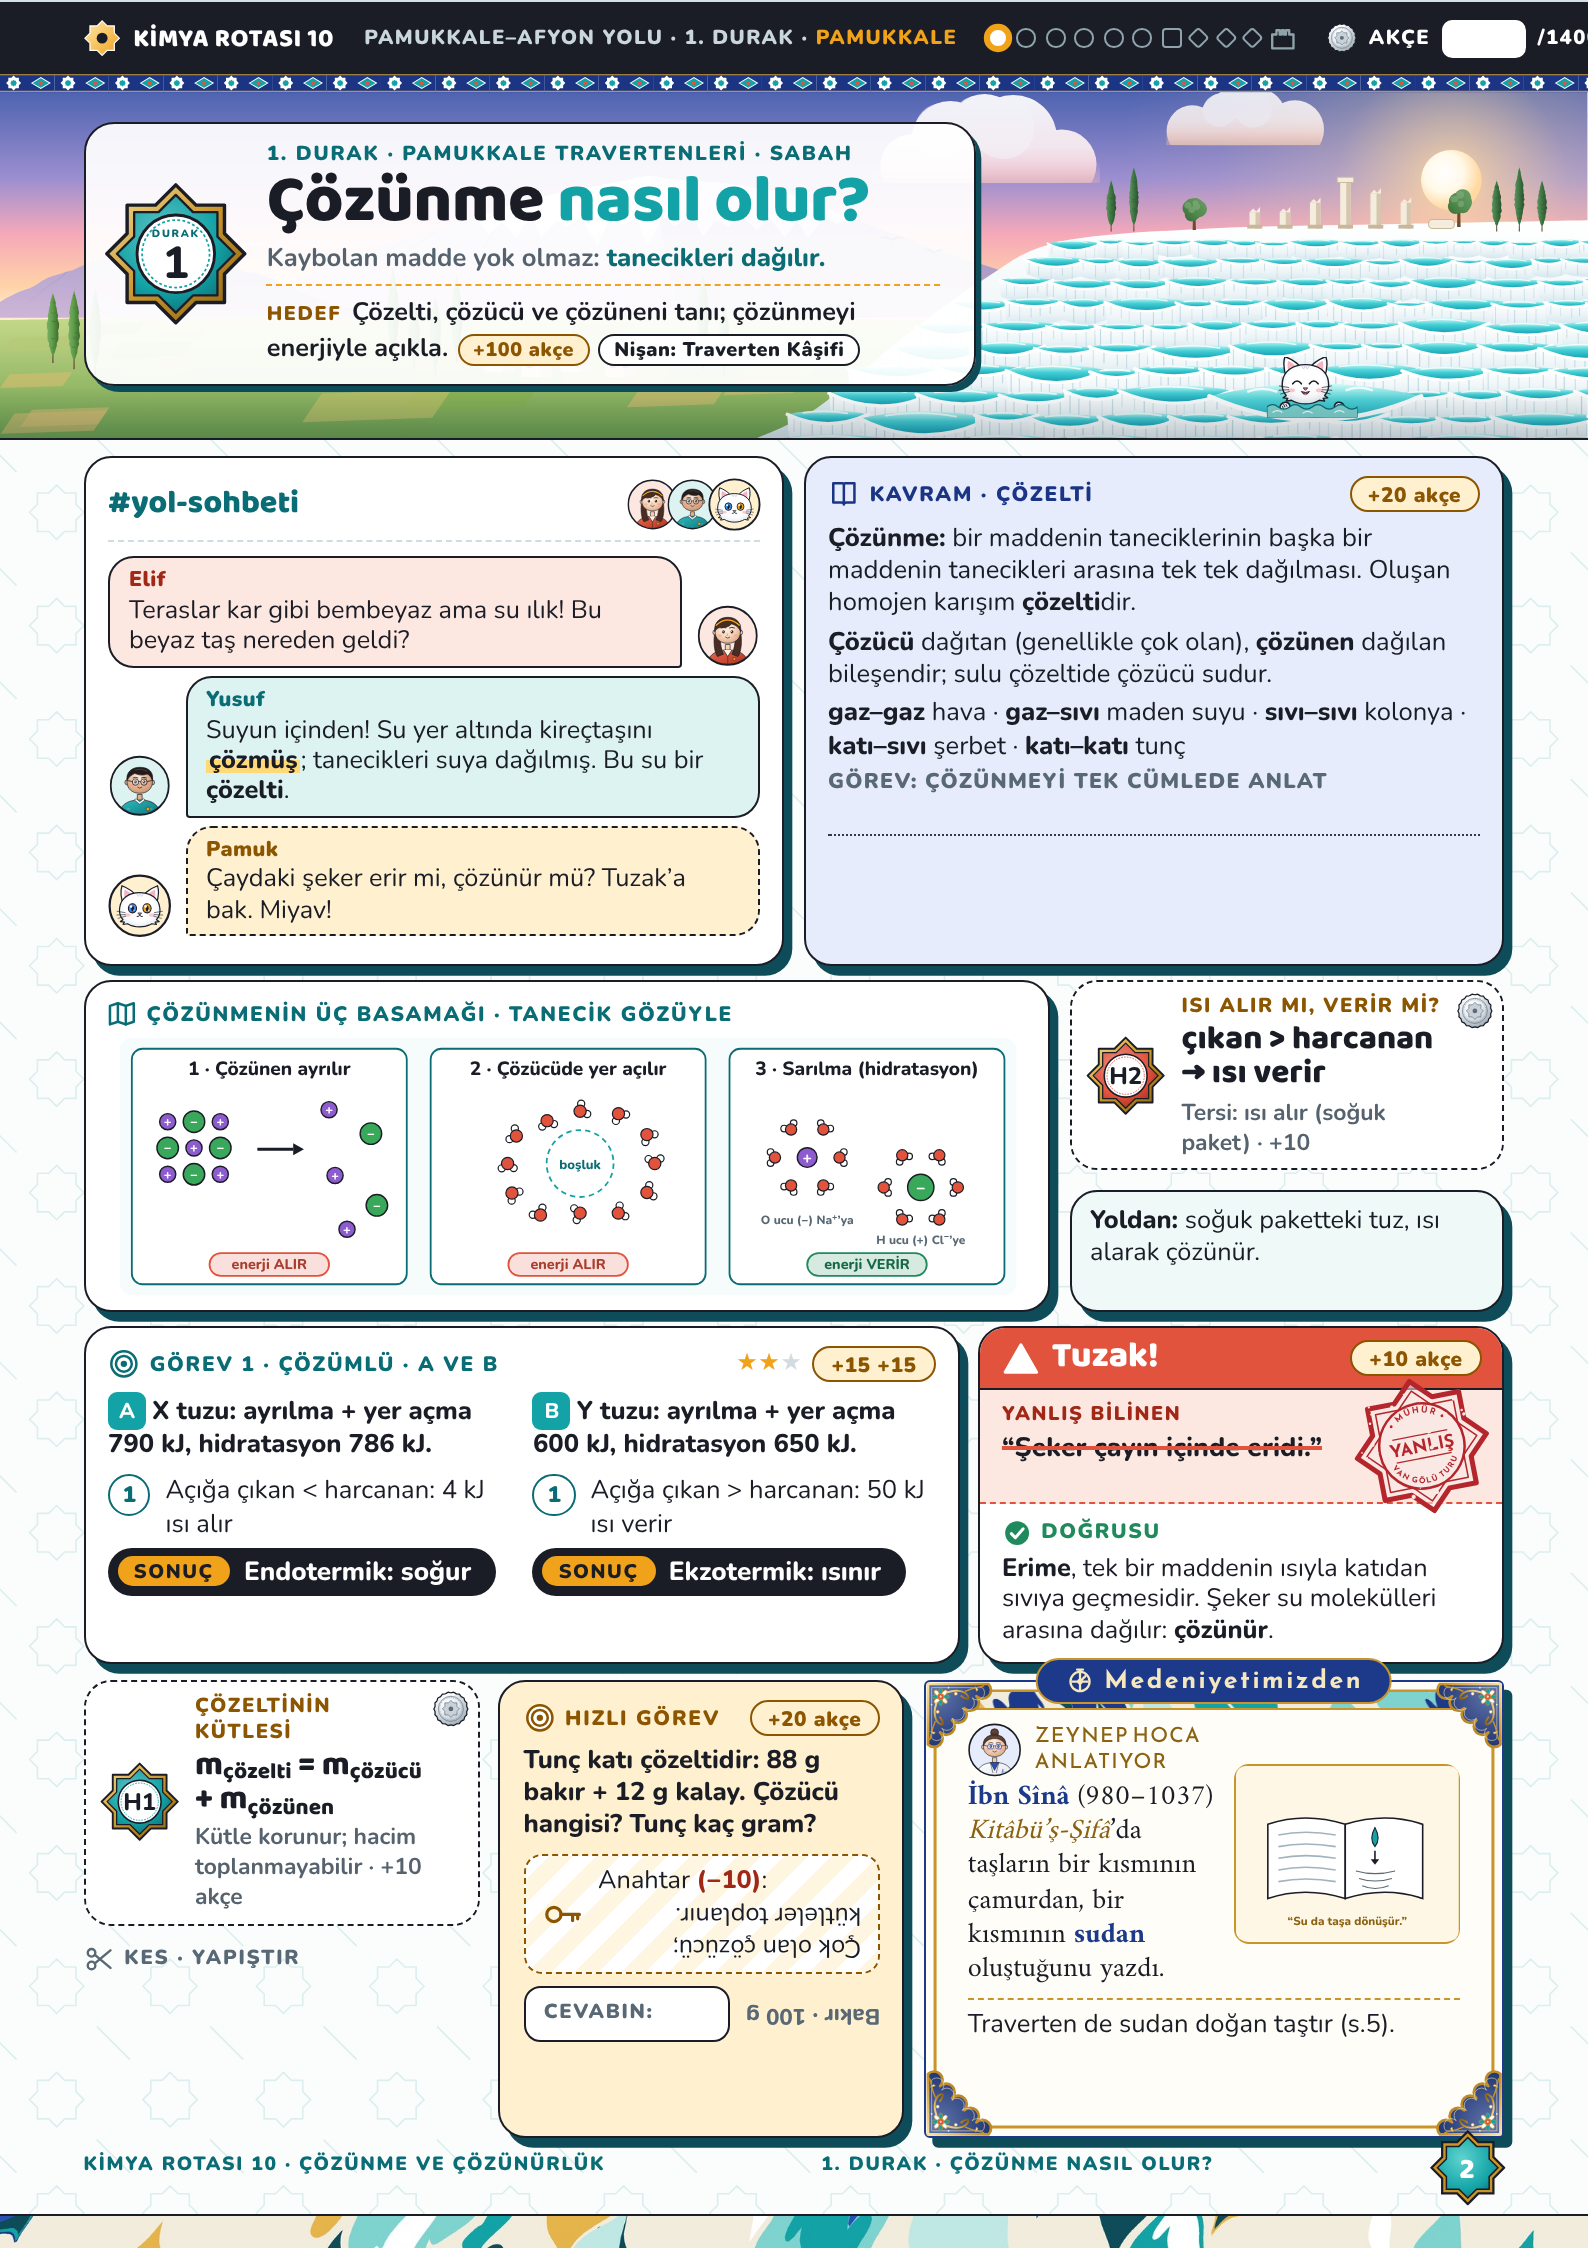 KİMYA ROTASI 10 PAMUKKALE–AFYON YOLU · 1. DURAK · PAMUKKALE AKÇE /140
1. DURAK · PAMUKKALE TRAVERTENLERİ · SABAH
DURAK
1
Çözünme nasıl olur?
Kaybolan madde yok olmaz: tanecikleri dağılır.
HEDEF Çözelti, çözücü ve çözüneni tanı; çözünmeyi
enerjiyle açıkla. +100 akçe Nişan: Traverten Kâşifi
#yol-sohbeti
Elif
Teraslar kar gibi bembeyaz ama su ılık! Bu
beyaz taş nereden geldi?
Yusuf
Suyun içinden! Su yer altında kireçtaşını
çözmüş; tanecikleri suya dağılmış. Bu su bir
çözelti.
Pamuk
Çaydaki şeker erir mi, çözünür mü? Tuzak’a
bak. Miyav!
KAVRAM · ÇÖZELTİ +20 akçe
Çözünme: bir maddenin taneciklerinin başka bir
maddenin tanecikleri arasına tek tek dağılması. Oluşan
homojen karışım çözeltidir.
Çözücü dağıtan (genellikle çok olan), çözünen dağılan
bileşendir; sulu çözeltide çözücü sudur.
gaz–gaz hava · gaz–sıvı maden suyu · sıvı–sıvı kolonya ·
katı–sıvı şerbet · katı–katı tunç
GÖREV: ÇÖZÜNMEYİ TEK CÜMLEDE ANLAT
ÇÖZÜNMENİN ÜÇ BASAMAĞI · TANECİK GÖZÜYLE
1 · Çözünen ayrılır
enerji ALIR
2 · Çözücüde yer açılır
boşluk
enerji ALIR
3 · Sarılma (hidratasyon)
O ucu (−) Na⁺’ya
H ucu (+) Cl⁻’ye
enerji VERİR
H2
ISI ALIR MI, VERİR Mİ?
çıkan > harcanan
→ ısı verir
Tersi: ısı alır (soğuk
paket) · +10
Yoldan: soğuk paketteki tuz, ısı
alarak çözünür.
GÖREV 1 · ÇÖZÜMLÜ · A VE B +15 +15
A X tuzu: ayrılma + yer açma
790 kJ, hidratasyon 786 kJ.
1 Açığa çıkan < harcanan: 4 kJ
ısı alır
SONUÇ Endotermik: soğur
B Y tuzu: ayrılma + yer açma
600 kJ, hidratasyon 650 kJ.
1 Açığa çıkan > harcanan: 50 kJ
ısı verir
SONUÇ Ekzotermik: ısınır
Tuzak! +10 akçe
YANLIŞ BİLİNEN
“Şeker çayın içinde eridi.”
MÜHÜR
YANLIŞ
VAN GÖLÜ TURU
DOĞRUSU
Erime, tek bir maddenin ısıyla katıdan
sıvıya geçmesidir. Şeker su molekülleri
arasına dağılır: çözünür.
H1
ÇÖZELTİNİN
KÜTLESİ
mçözelti = mçözücü
+ mçözünen
Kütle korunur; hacim
toplanmayabilir · +10
akçe
KES · YAPIŞTIR
HIZLI GÖREV +20 akçe
Tunç katı çözeltidir: 88 g
bakır + 12 g kalay. Çözücü
hangisi? Tunç kaç gram?
Anahtar (−10):
Çok olan çözücü;
kütleler toplanır.
CEVABIN: Bakır · 100 g
Medeniyetimizden
ZEYNEP HOCA
ANLATIYOR
İbn Sînâ (980–1037)
Kitâbü’ş-Şifâ’da
taşların bir kısmının
çamurdan, bir
kısmının sudan
oluştuğunu yazdı.
“Su da taşa dönüşür.”
Traverten de sudan doğan taştır (s.5).
KİMYA ROTASI 10 · ÇÖZÜNME VE ÇÖZÜNÜRLÜK 1. DURAK · ÇÖZÜNME NASIL OLUR? 2